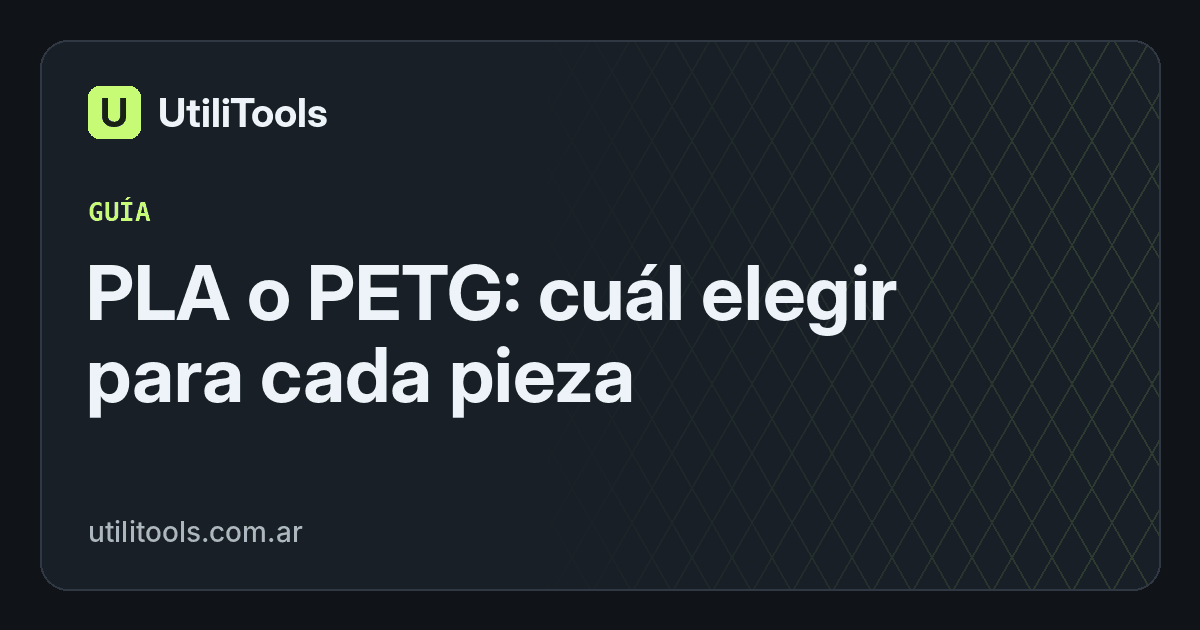 U UtiliTools
GUÍA
PLA o PETG: cuál elegir
para cada pieza
utilitools.com.ar